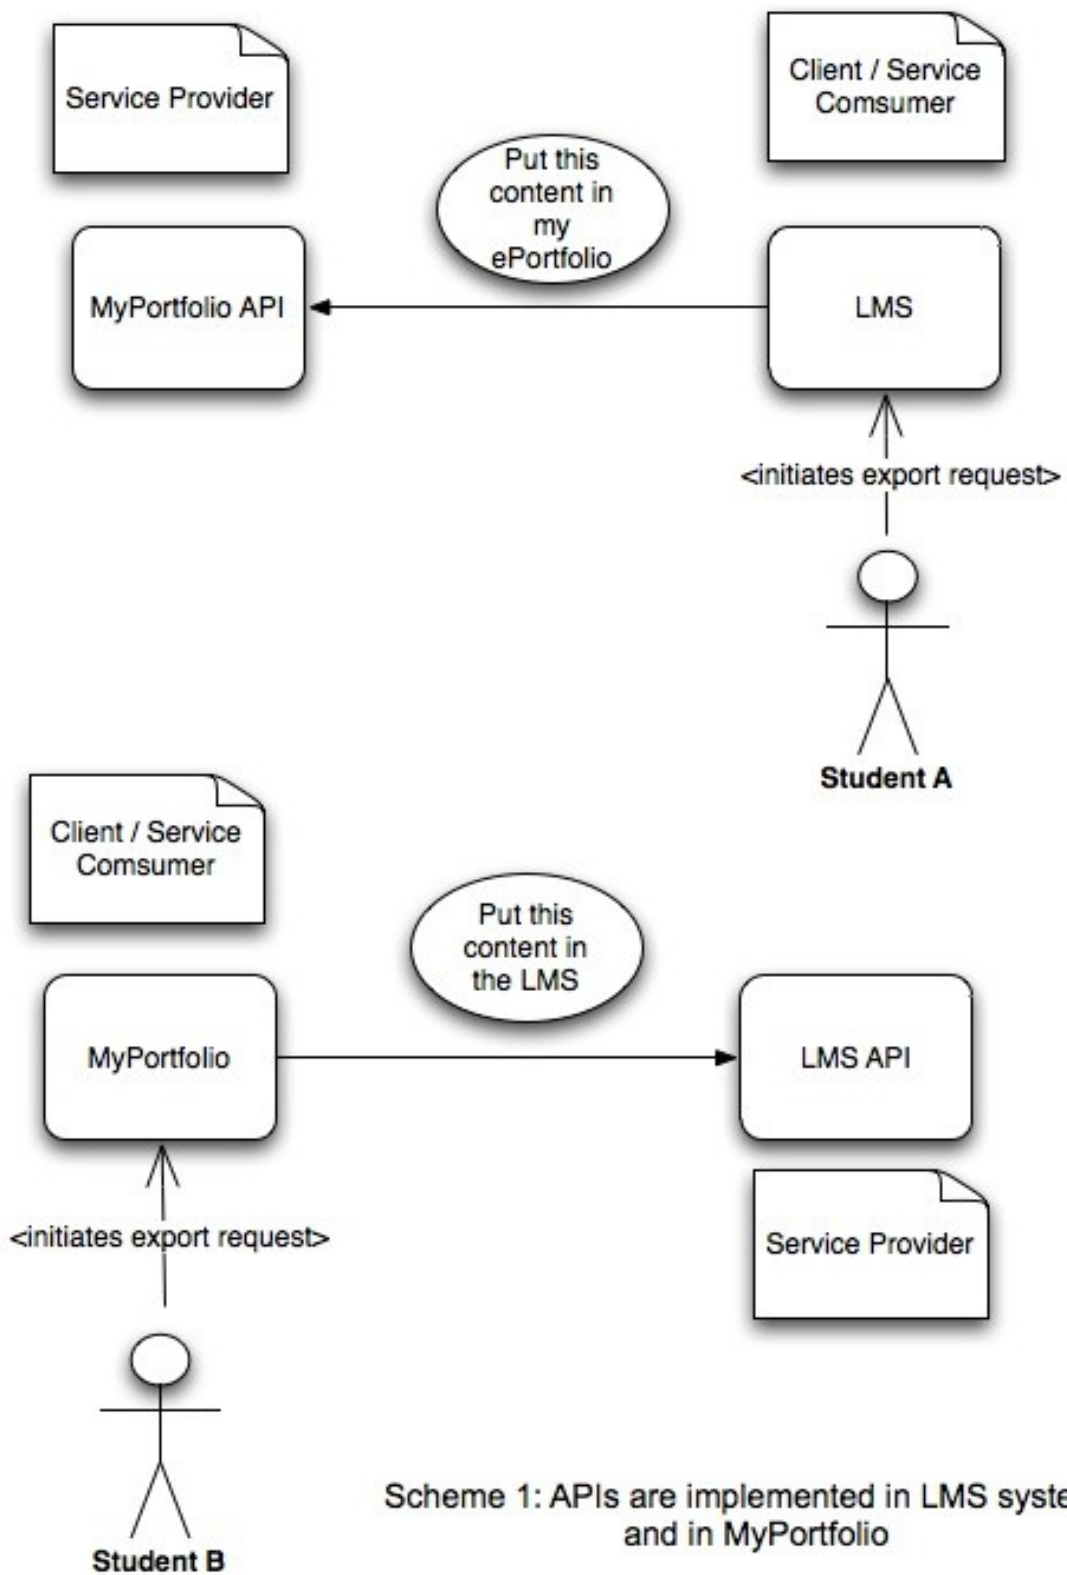 Service Provider
Client / Service
Comsumer
Put this
content in
my
ePortfolio
MyPortfolio API
LMS
<initiates export request>
Student A
Client / Service
Comsumer
Put this
content in
the LMS
MyPortfolio
LMS API
<initiates export request>
Service Provider
Student B
Scheme 1: APIs are implemented in LMS syste
and in MyPortfolio